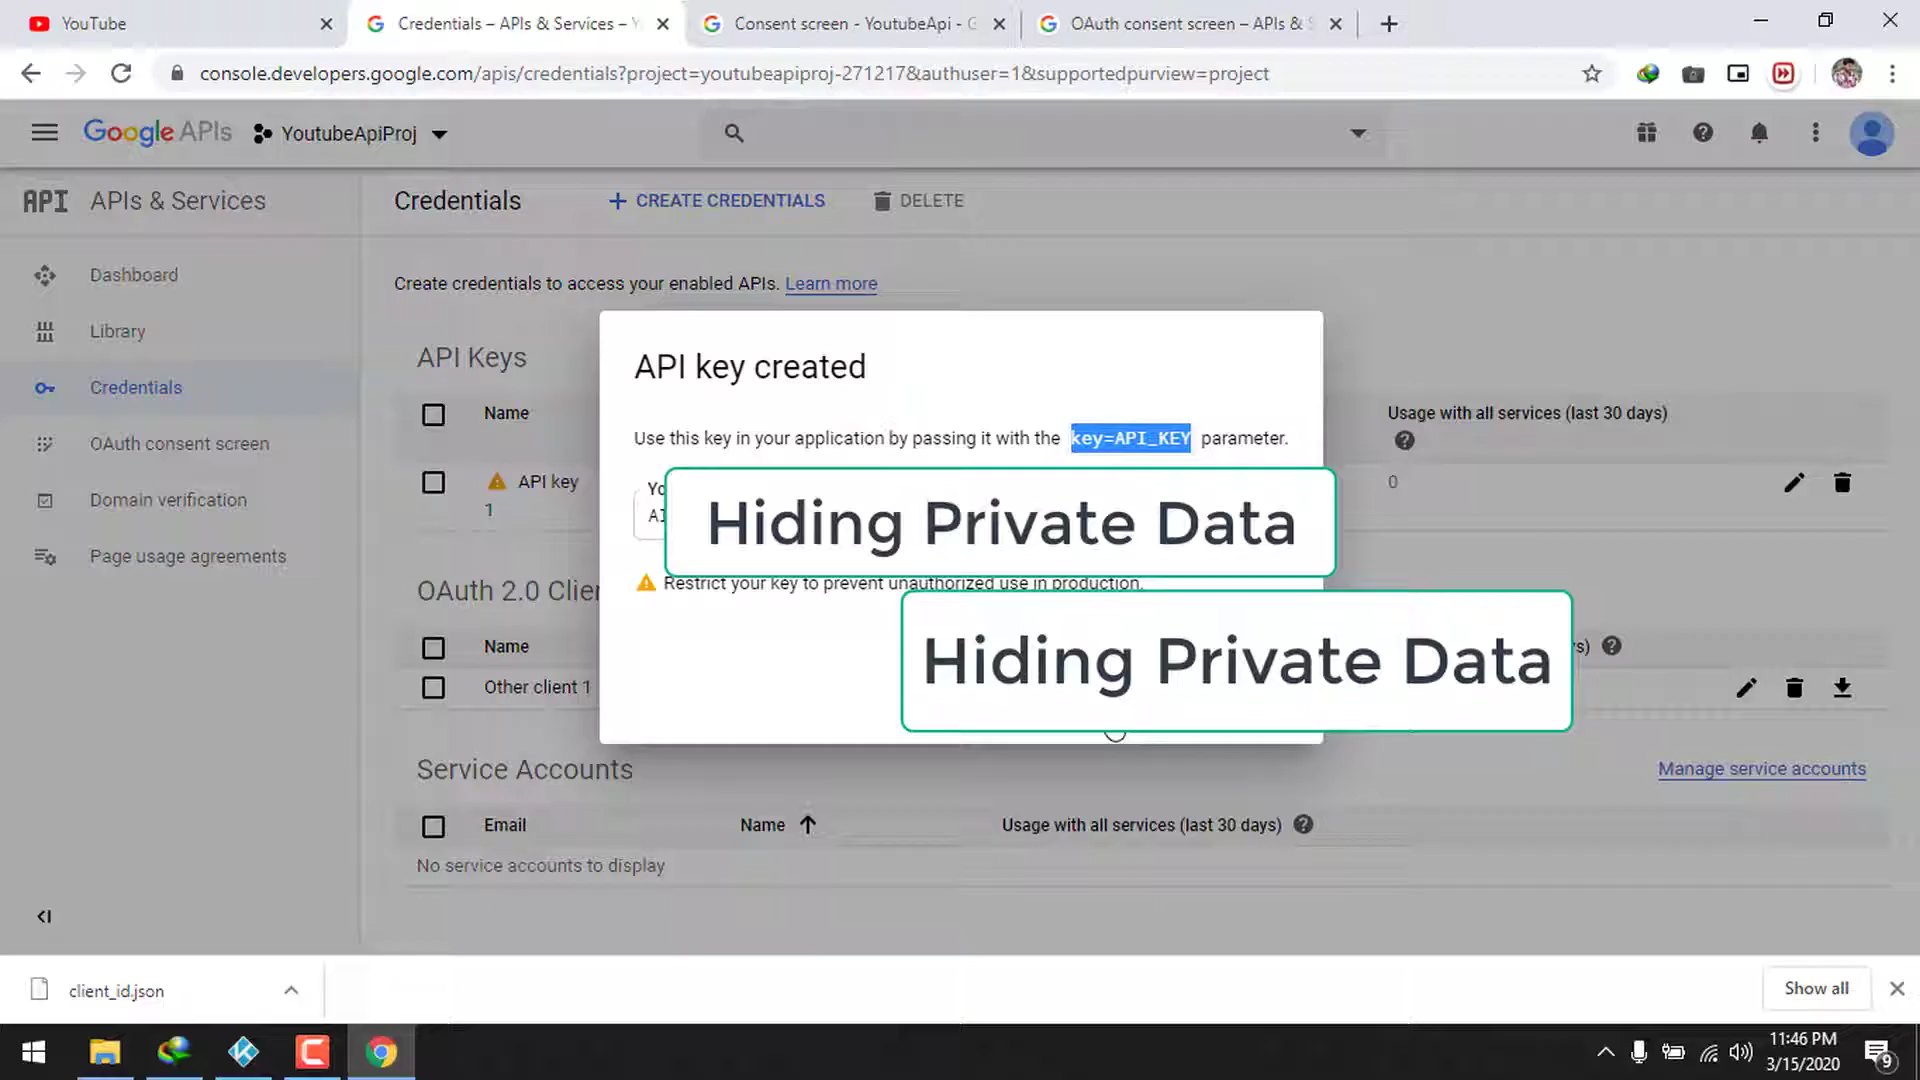 YouTube
Credentials – APIs & Services – Y
Consent screen - YoutubeApi - G
OAuth consent screen – APIs & S
console.developers.google.com/apis/credentials?project=youtubeapiproj-271217&authuser=1&supportedpurview=project
Google APIs
YoutubeApiProj
API
APIs & Services
Credentials
CREATE CREDENTIALS
DELETE
Dashboard
Library
Credentials
OAuth consent screen
Domain verification
Page usage agreements
Create credentials to access your enabled APIs. Learn more
API Keys
Name
Usage with all services (last 30 days)
API key
1
0
API key created
Use this key in your application by passing it with the key=API_KEY parameter.
Yo
AI
Hiding Private Data
Restrict your key to prevent unauthorized use in production.
Hiding Private Data
OAuth 2.0 Clie
Name
s)
Other client 1
Service Accounts
Manage service accounts
Email
Name
Usage with all services (last 30 days)
No service accounts to display
client_id.json
Show all
11:46 PM
3/15/2020
9